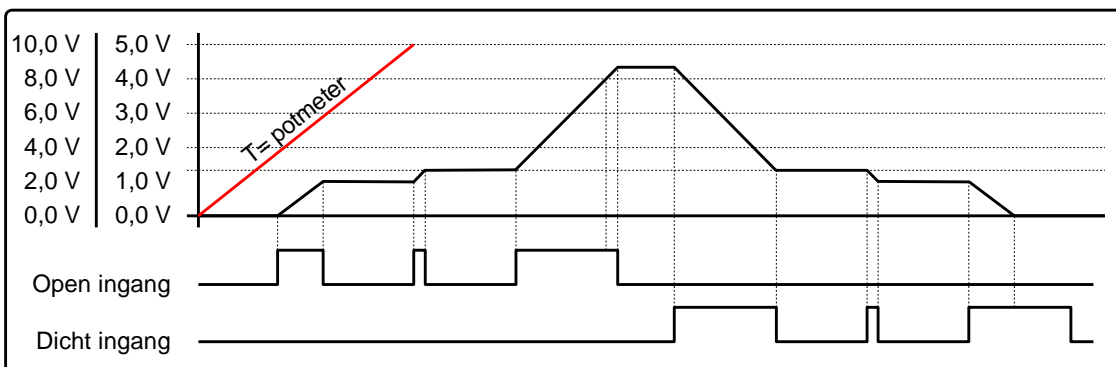 10,0 V 5,0 V
8,0 V 4,0 V
6,0 V 3,0 V
4,0 V 2,0 V
2,0 V 1,0 V
0,0 V 0,0 V
T= potmeter
Open ingang
Dicht ingang